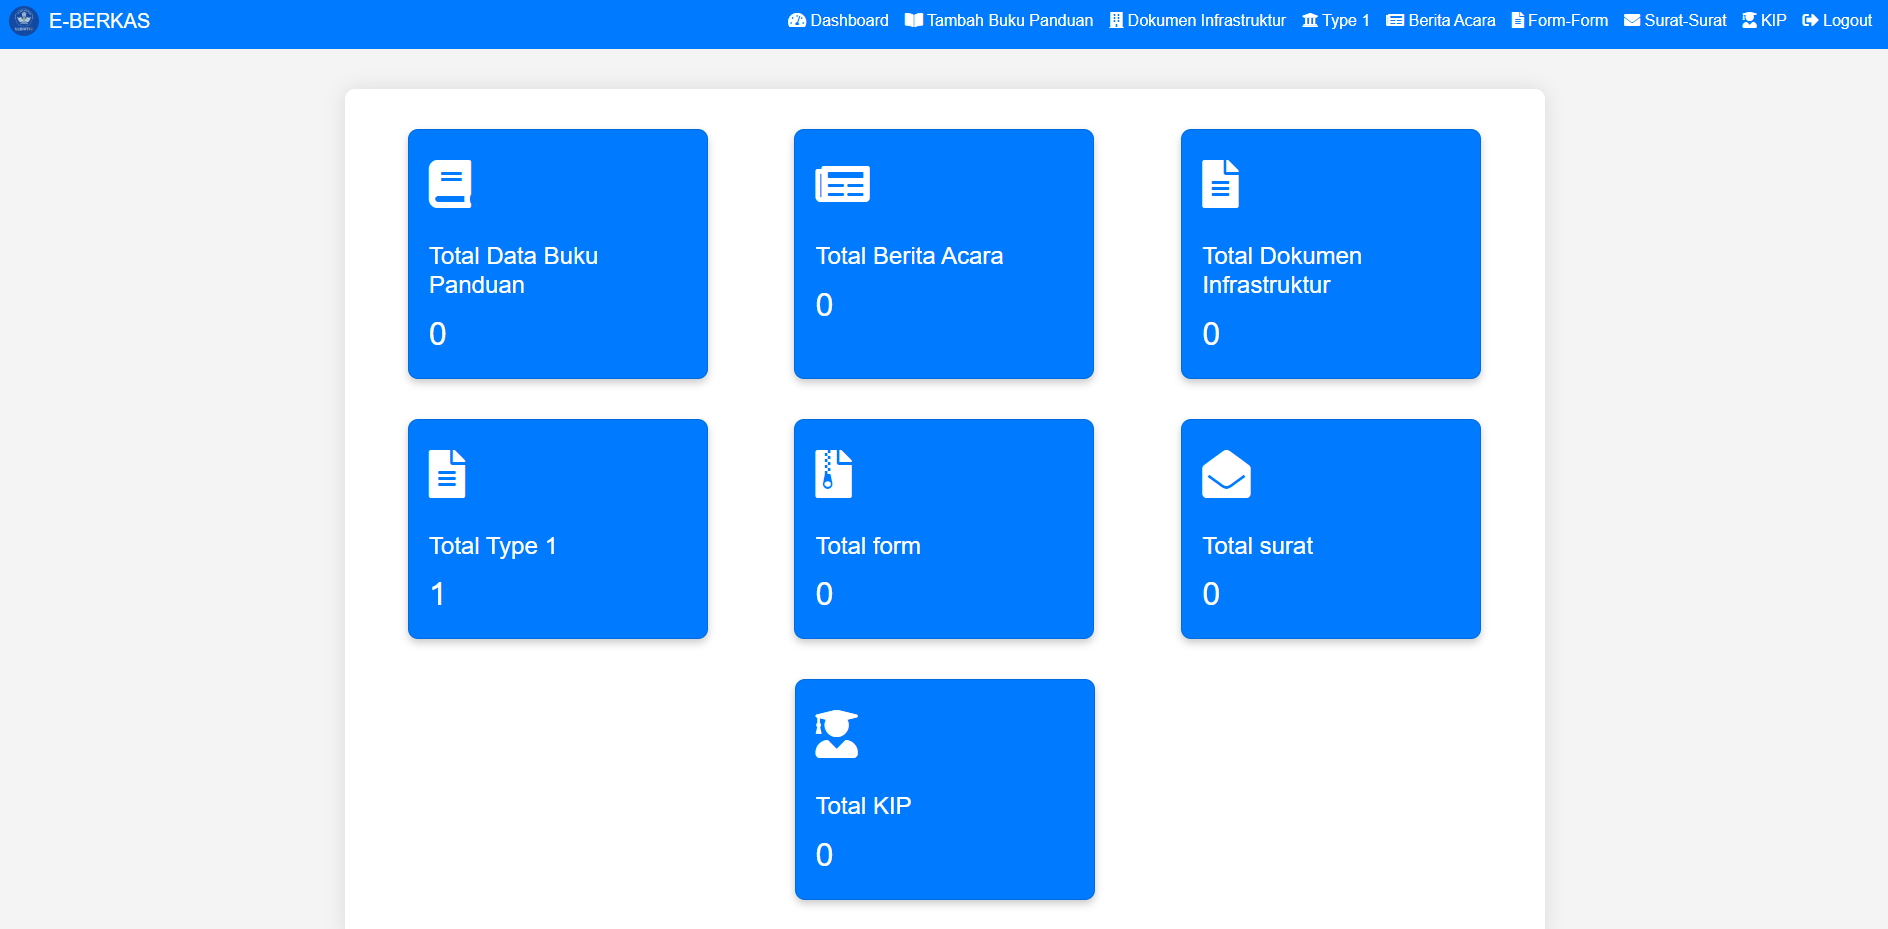 E-BERKAS
Dashboard
Tambah Buku Panduan
Dokumen Infrastruktur
Type 1
Berita Acara
Form-Form
Surat-Surat
KIP
Logout
Total Data Buku
Panduan
0
Total Berita Acara
0
Total Dokumen
Infrastruktur
0
Total Type 1
1
Total form
0
Total surat
0
Total KIP
0